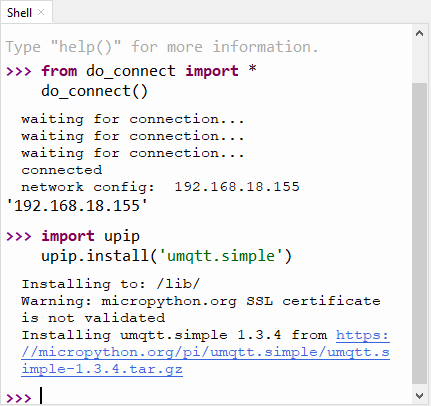 Shell ×
Type "help()" for more information.
>>> from do_connect import *
do_connect()
waiting for connection...
waiting for connection...
waiting for connection...
connected
network config:  192.168.18.155
'192.168.18.155'
>>> import upip
upip.install('umqtt.simple')
Installing to: /lib/
Warning: micropython.org SSL certificate
is not validated
Installing umqtt.simple 1.3.4 from https:
//micropython.org/pi/umqtt.simple/umqtt.s
imple-1.3.4.tar.gz
>>>